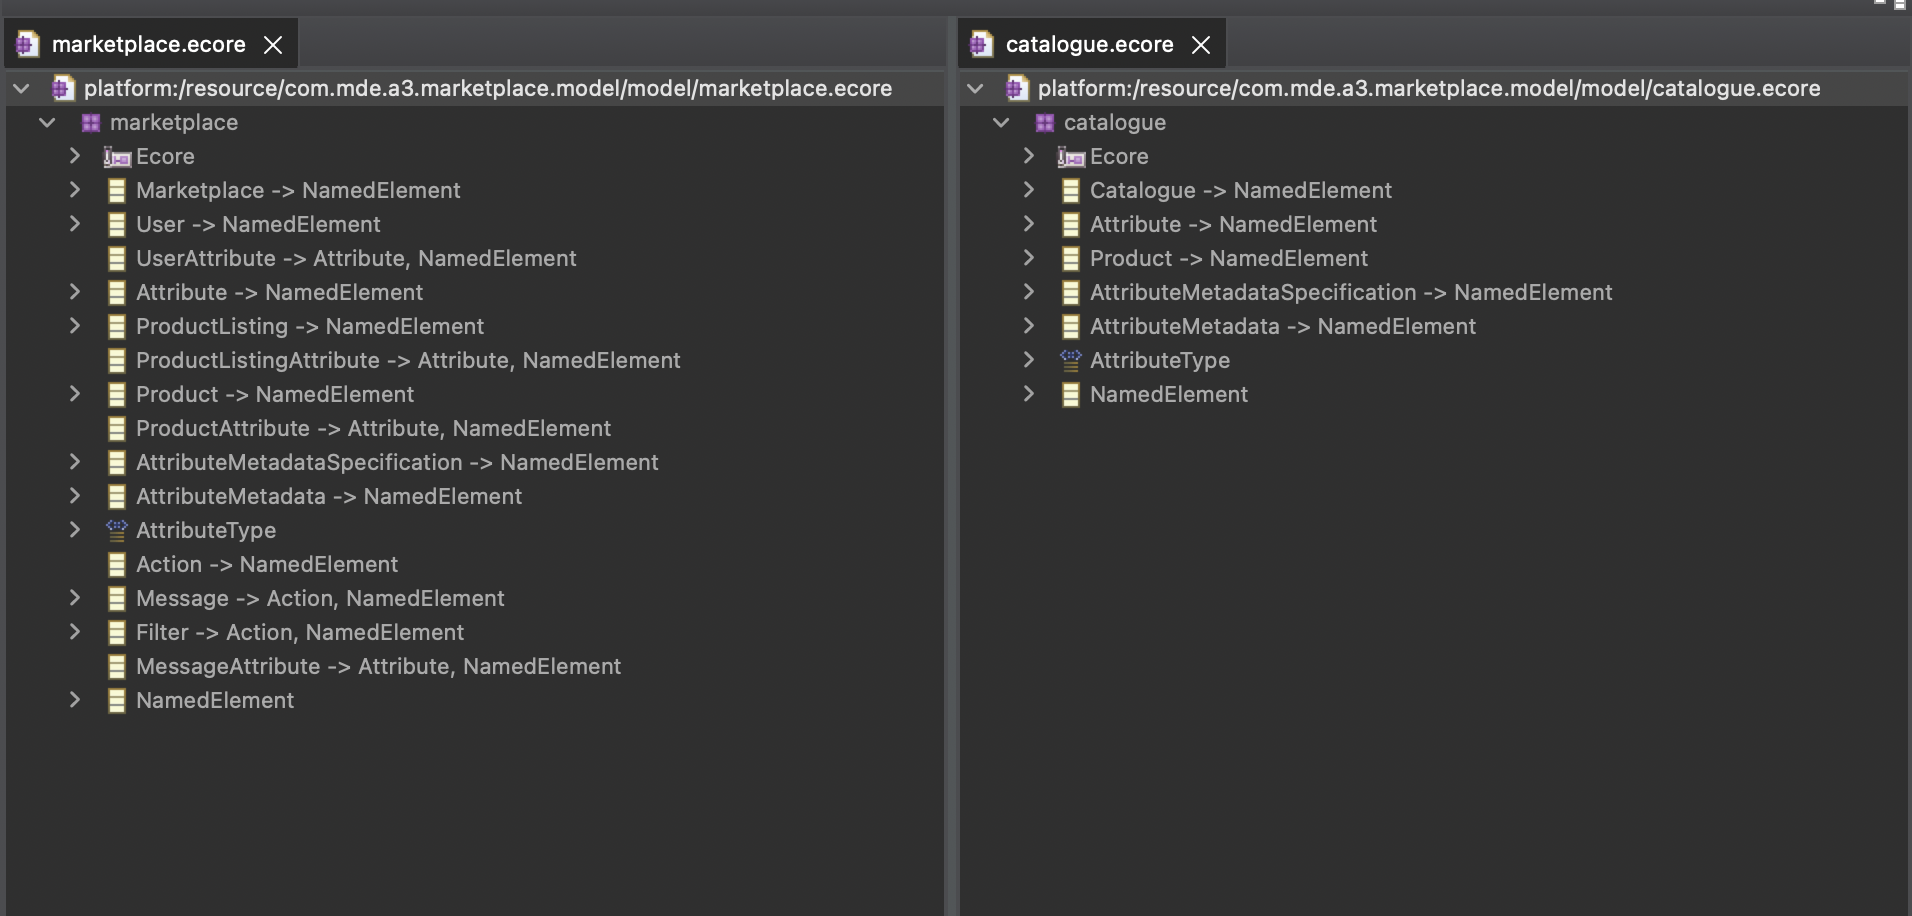 marketplace.ecore
platform:/resource/com.mde.a3.marketplace.model/model/marketplace.ecore
marketplace
Ecore
Marketplace -> NamedElement
User -> NamedElement
UserAttribute -> Attribute, NamedElement
Attribute -> NamedElement
ProductListing -> NamedElement
ProductListingAttribute -> Attribute, NamedElement
Product -> NamedElement
ProductAttribute -> Attribute, NamedElement
AttributeMetadataSpecification -> NamedElement
AttributeMetadata -> NamedElement
AttributeType
Action -> NamedElement
Message -> Action, NamedElement
Filter -> Action, NamedElement
MessageAttribute -> Attribute, NamedElement
NamedElement
catalogue.ecore
platform:/resource/com.mde.a3.marketplace.model/model/catalogue.ecore
catalogue
Ecore
Catalogue -> NamedElement
Attribute -> NamedElement
Product -> NamedElement
AttributeMetadataSpecification -> NamedElement
AttributeMetadata -> NamedElement
AttributeType
NamedElement